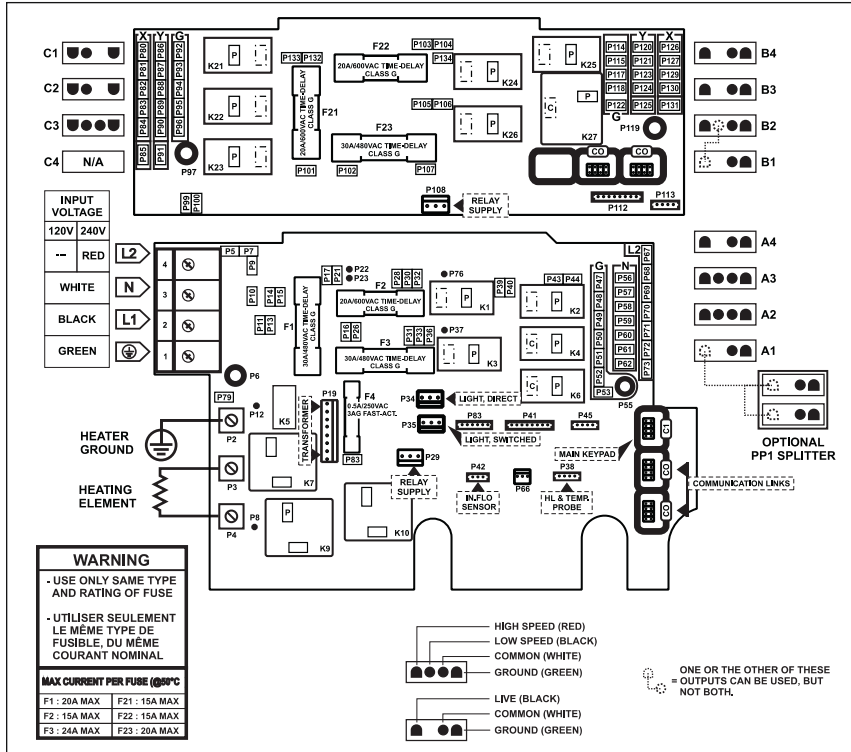 C1
C2
C3
C4 N/A
X Y G
P80 P86 P92
P81 P87 P93
P82 P88 P94
P83 P89 P95
P84 P90 P96
P85 P91
P97
P99
P100
K21
K22
K23
P133 P132
F21
20A/600VAC TIME-DELAY
CLASS G
P101
F22
20A/600VAC TIME-DELAY
CLASS G
P103 P104
P134
K24
P105 P106
F23
30A/480VAC TIME-DELAY
CLASS G
P102
P107
K26
K25
K27
P108
RELAY
SUPPLY
Y X
P114 P120 P126
P115 P121 P127
P117 P123 P129
P118 P124 P130
P122 P125 P131
G
P119
CO
CO
P112
P113
B4
B3
B2
B1
INPUT
VOLTAGE
120V 240V
--- RED
WHITE
BLACK
GREEN
L2
N
L1
4
3
2
1
P5 P7
P9
P10
P14
P15
P11
P13
P6
P17
P21
P22
P23
F1
30A/480VAC TIME-DELAY
CLASS G
F2
20A/600VAC TIME-DELAY
CLASS G
P28
P30
P32
P16
P26
P31
P33
P36
F3
30A/480VAC TIME-DELAY
CLASS G
P76
K1
P39
P40
P37
K3
P43 P44
K2
K4
K6
L2
G N
P47 P56
P48 P57
P49 P58
P50 P59
P51 P60
P52 P61
P53 P62
P67
P68
P69
P70
P71
P72
P73
P55
A4
A3
A2
A1
OPTIONAL
PP1 SPLITTER
P79
P12
P2
P3
P4
P8
K5
K7
K9
K10
P19
TRANSFORMER
F4
0.5A/250VAC
3AG FAST-ACT.
P83
P34
LIGHT, DIRECT
P35
LIGHT, SWITCHED
P29
RELAY
SUPPLY
P83
P41
P45
P42
IN.FLO
SENSOR
P66
P38
HL & TEMP.
PROBE
MAIN KEYPAD
C1
CO
CO
COMMUNICATION LINKS
HEATER
GROUND
HEATING
ELEMENT
WARNING
- USE ONLY SAME TYPE
AND RATING OF FUSE
- UTILISER SEULEMENT
LE MÊME TYPE DE
FUSIBLE, DU MÊME
COURANT NOMINAL
MAX CURRENT PER FUSE (@50°C
F1 : 20A MAX F21 : 15A MAX
F2 : 15A MAX F22 : 15A MAX
F3 : 24A MAX F23 : 20A MAX
HIGH SPEED (RED)
LOW SPEED (BLACK)
COMMON (WHITE)
GROUND (GREEN)
LIVE (BLACK)
COMMON (WHITE)
GROUND (GREEN)
ONE OR THE OTHER OF THESE
= OUTPUTS CAN BE USED, BUT
NOT BOTH.